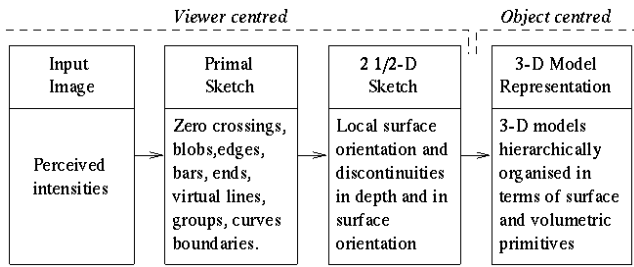 Viewer centred
Object centred
Input
Image
Perceived
intensities
Primal
Sketch
Zero crossings,
blobs,edges,
bars, ends,
virtual lines,
groups, curves
boundaries.
2 1/2-D
Sketch
Local surface
orientation and
discontinuities
in depth and in
surface
orientation
3-D Model
Representation
3-D models
hierarchically
organised in
terms of surface
and volumetric
primitives